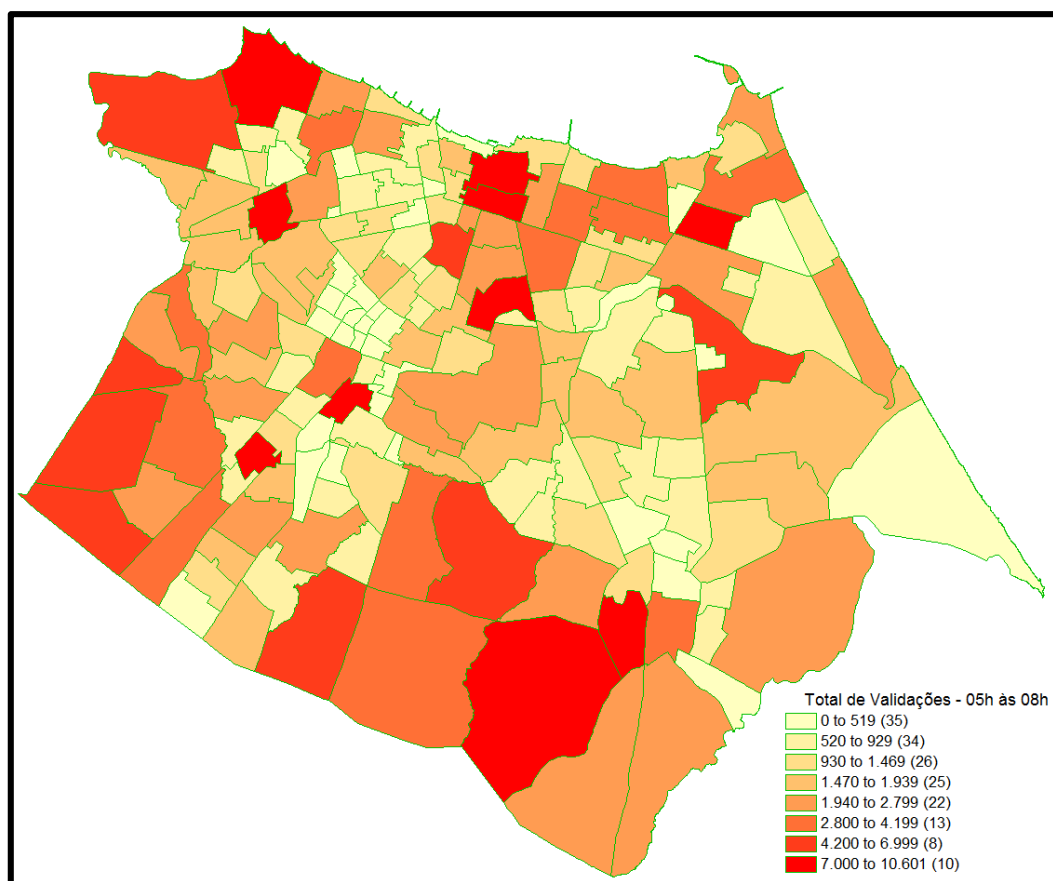 Total de Validações - 05h às 08h
0 to 519 (35)
520 to 929 (34)
930 to 1.469 (26)
1.470 to 1.939 (25)
1.940 to 2.799 (22)
2.800 to 4.199 (13)
4.200 to 6.999 (8)
7.000 to 10.601 (10)